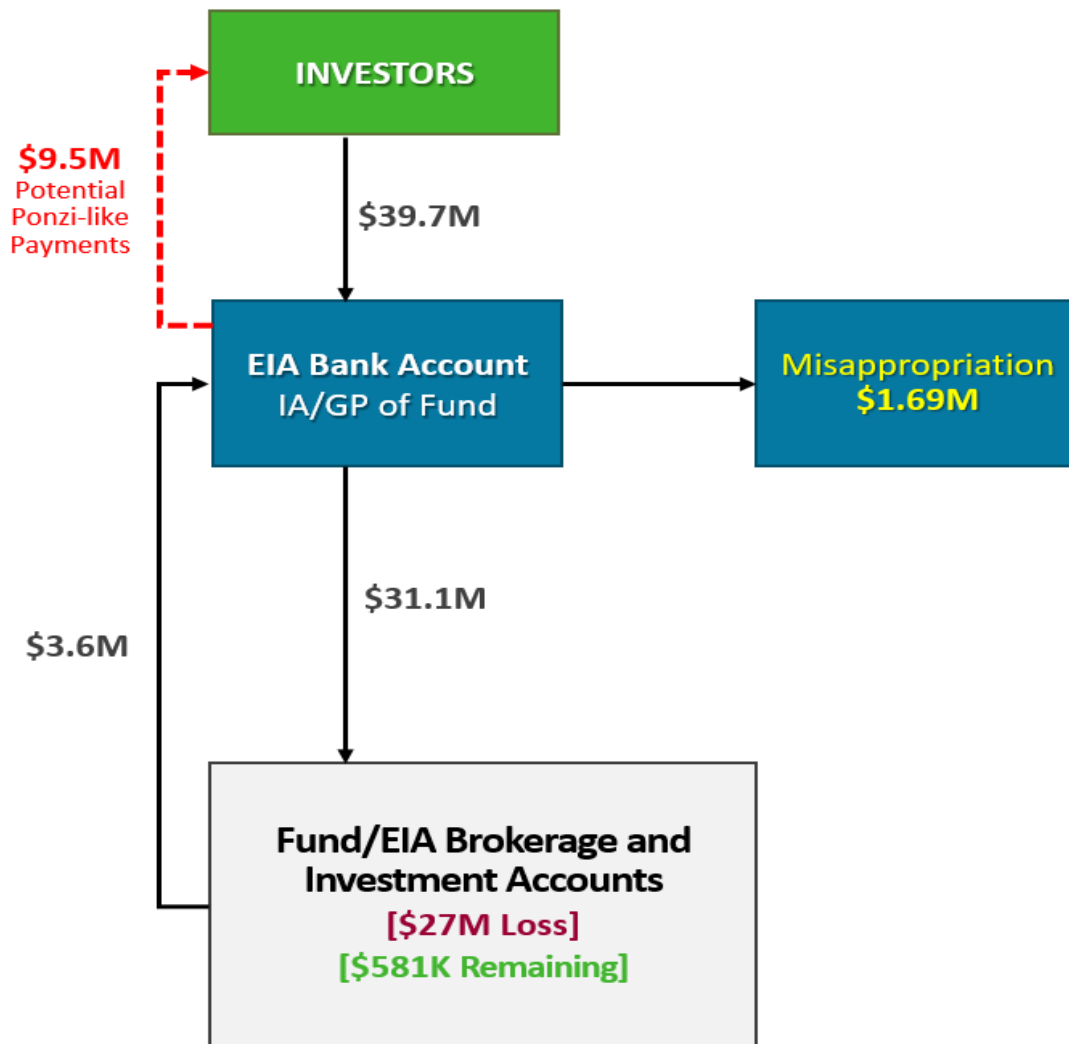 INVESTORS
$9.5M
Potential
Ponzi-like
Payments
$39.7M
EIA Bank Account
IA/GP of Fund
Misappropriation
$1.69M
$31.1M
$3.6M
Fund/EIA Brokerage and
Investment Accounts
[$27M Loss]
[$581K Remaining]